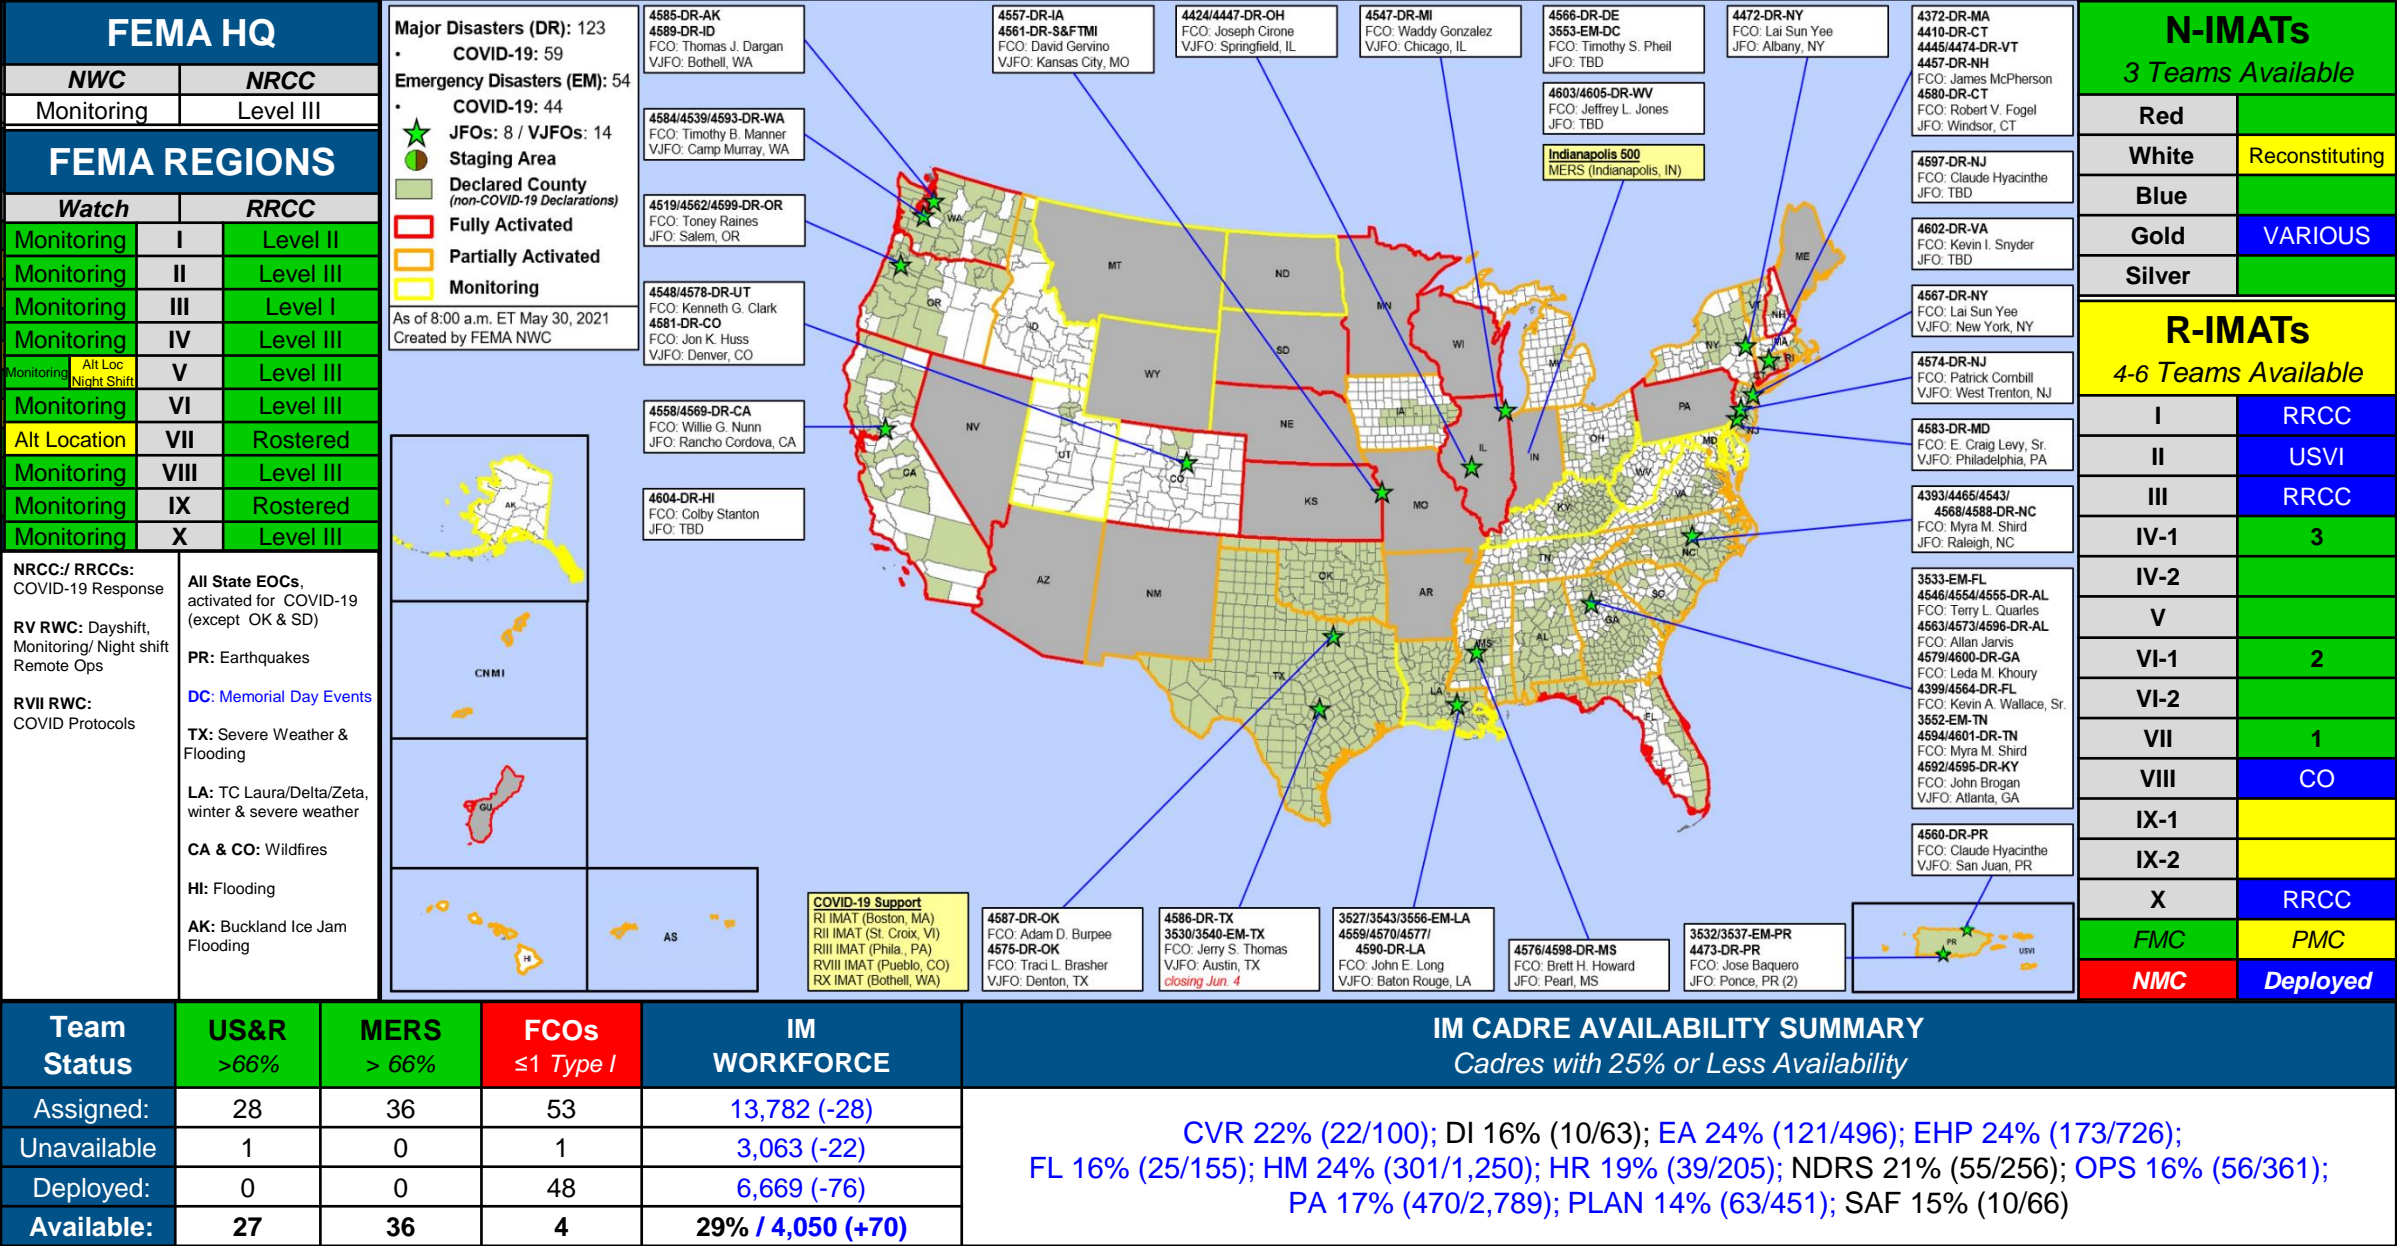 FEMA HQ
NWC NRCC
Monitoring Level III
FEMA REGIONS
Watch RRCC
Monitoring I Level II
Monitoring II Level III
Monitoring III Level I
Monitoring IV Level III
Monitoring Alt Loc Night Shift V Level III
Monitoring VI Level III
Alt Location VII Rostered
Monitoring VIII Level III
Monitoring IX Rostered
Monitoring X Level III
NRCC:/ RRCCs:
COVID-19 Response
RV RWC: Dayshift,
Monitoring/ Night shift
Remote Ops
RVII RWC:
COVID Protocols
All State EOCs,
activated for COVID-19
(except OK & SD)
PR: Earthquakes
DC: Memorial Day Events
TX: Severe Weather &
Flooding
LA: TC Laura/Delta/Zeta,
winter & severe weather
CA & CO: Wildfires
HI: Flooding
AK: Buckland Ice Jam
Flooding
Major Disasters (DR): 123
• COVID-19: 59
Emergency Disasters (EM): 54
• COVID-19: 44
JFOs: 8 / VJFOs: 14
Staging Area
Declared County
(non-COVID-19 Declarations)
Fully Activated
Partially Activated
Monitoring
As of 8:00 a.m. ET May 30, 2021
Created by FEMA NWC
4585-DR-AK
4589-DR-ID
FCO: Thomas J. Dargan
VJFO: Bothell, WA
4584/4539/4593-DR-WA
FCO: Timothy B. Manner
VJFO: Camp Murray, WA
4519/4562/4599-DR-OR
FCO: Toney Raines
JFO: Salem, OR
4548/4578-DR-UT
FCO: Kenneth G. Clark
4581-DR-CO
FCO: Jon K. Huss
VJFO: Denver, CO
4558/4569-DR-CA
FCO: Willie G. Nunn
JFO: Rancho Cordova, CA
4604-DR-HI
FCO: Colby Stanton
JFO: TBD
4557-DR-IA
4561-DR-S&FTMI
FCO: David Gervino
VJFO: Kansas City, MO
4424/4447-DR-OH
FCO: Joseph Cirone
VJFO: Springfield, IL
4547-DR-MI
FCO: Waddy Gonzalez
VJFO: Chicago, IL
4566-DR-DE
3553-EM-DC
FCO: Timothy S. Pheil
JFO: TBD
4603/4605-DR-WV
FCO: Jeffrey L. Jones
JFO: TBD
Indianapolis 500
MERS (Indianapolis, IN)
4472-DR-NY
FCO: Lai Sun Yee
JFO: Albany, NY
4372-DR-MA
4410-DR-CT
4445/4474-DR-VT
4457-DR-NH
FCO: James McPherson
4580-DR-CT
FCO: Robert V. Fogel
JFO: Windsor, CT
4597-DR-NJ
FCO: Claude Hyacinthe
JFO: TBD
4602-DR-VA
FCO: Kevin I. Snyder
JFO: TBD
4567-DR-NY
FCO: Lai Sun Yee
VJFO: New York, NY
4574-DR-NJ
FCO: Patrick Cornbill
VJFO: West Trenton, NJ
4583-DR-MD
FCO: E. Craig Levy, Sr.
VJFO: Philadelphia, PA
4393/4465/4543/
4568/4588-DR-NC
FCO: Myra M. Shird
JFO: Raleigh, NC
3533-EM-FL
4546/4554/4555-DR-AL
FCO: Terry L. Quarles
4563/4573/4596-DR-AL
FCO: Allan Jarvis
4579/4600-DR-GA
FCO: Leda M. Khoury
4399/4564-DR-FL
FCO: Kevin A. Wallace, Sr.
3552-EM-TN
4594/4601-DR-TN
FCO: Myra M. Shird
4592/4595-DR-KY
FCO: John Brogan
VJFO: Atlanta, GA
4560-DR-PR
FCO: Claude Hyacinthe
VJFO: San Juan, PR
COVID-19 Support
RI IMAT (Boston, MA)
RII IMAT (St. Croix, VI)
RIII IMAT (Phila., PA)
RVIII IMAT (Pueblo, CO)
RX IMAT (Bothell, WA)
4587-DR-OK
FCO: Adam D. Burpee
4575-DR-OK
FCO: Traci L. Brasher
VJFO: Denton, TX
4586-DR-TX
3530/3540-EM-TX
FCO: Jerry S. Thomas
VJFO: Austin, TX
closing Jun. 4
3527/3543/3556-EM-LA
4559/4570/4577/
4590-DR-LA
FCO: John E. Long
VJFO: Baton Rouge, LA
4576/4598-DR-MS
FCO: Brett H. Howard
JFO: Pearl, MS
3532/3537-EM-PR
4473-DR-PR
FCO: Jose Baquero
JFO: Ponce, PR (2)
WA
OR
ID
MT
ND
MN
SD
WY
WI
MI
NE
IA
NV
UT
CO
KS
MO
IL
IN
OH
PA
NY
VT
NH
ME
MA
RI
CT
NJ
MD
WV
VA
KY
NC
TN
SC
GA
AL
MS
AR
LA
OK
TX
NM
AZ
CA
FL
AK
CNMI
GU
HI
AS
PR
USVI
N-IMATs
3 Teams Available
Red
White Reconstituting
Blue
Gold VARIOUS
Silver
R-IMATs
4-6 Teams Available
I RRCC
II USVI
III RRCC
IV-1 3
IV-2
V
VI-1 2
VI-2
VII 1
VIII CO
IX-1
IX-2
X RRCC
FMC PMC
NMC Deployed
Team Status US&R >66% MERS > 66% FCOs ≤1 Type I IM WORKFORCE
Assigned: 28 36 53 13,782 (-28)
Unavailable 1 0 1 3,063 (-22)
Deployed: 0 0 48 6,669 (-76)
Available: 27 36 4 29% / 4,050 (+70)
IM CADRE AVAILABILITY SUMMARY
Cadres with 25% or Less Availability
CVR 22% (22/100); DI 16% (10/63); EA 24% (121/496); EHP 24% (173/726);
FL 16% (25/155); HM 24% (301/1,250); HR 19% (39/205); NDRS 21% (55/256); OPS 16% (56/361);
PA 17% (470/2,789); PLAN 14% (63/451); SAF 15% (10/66)